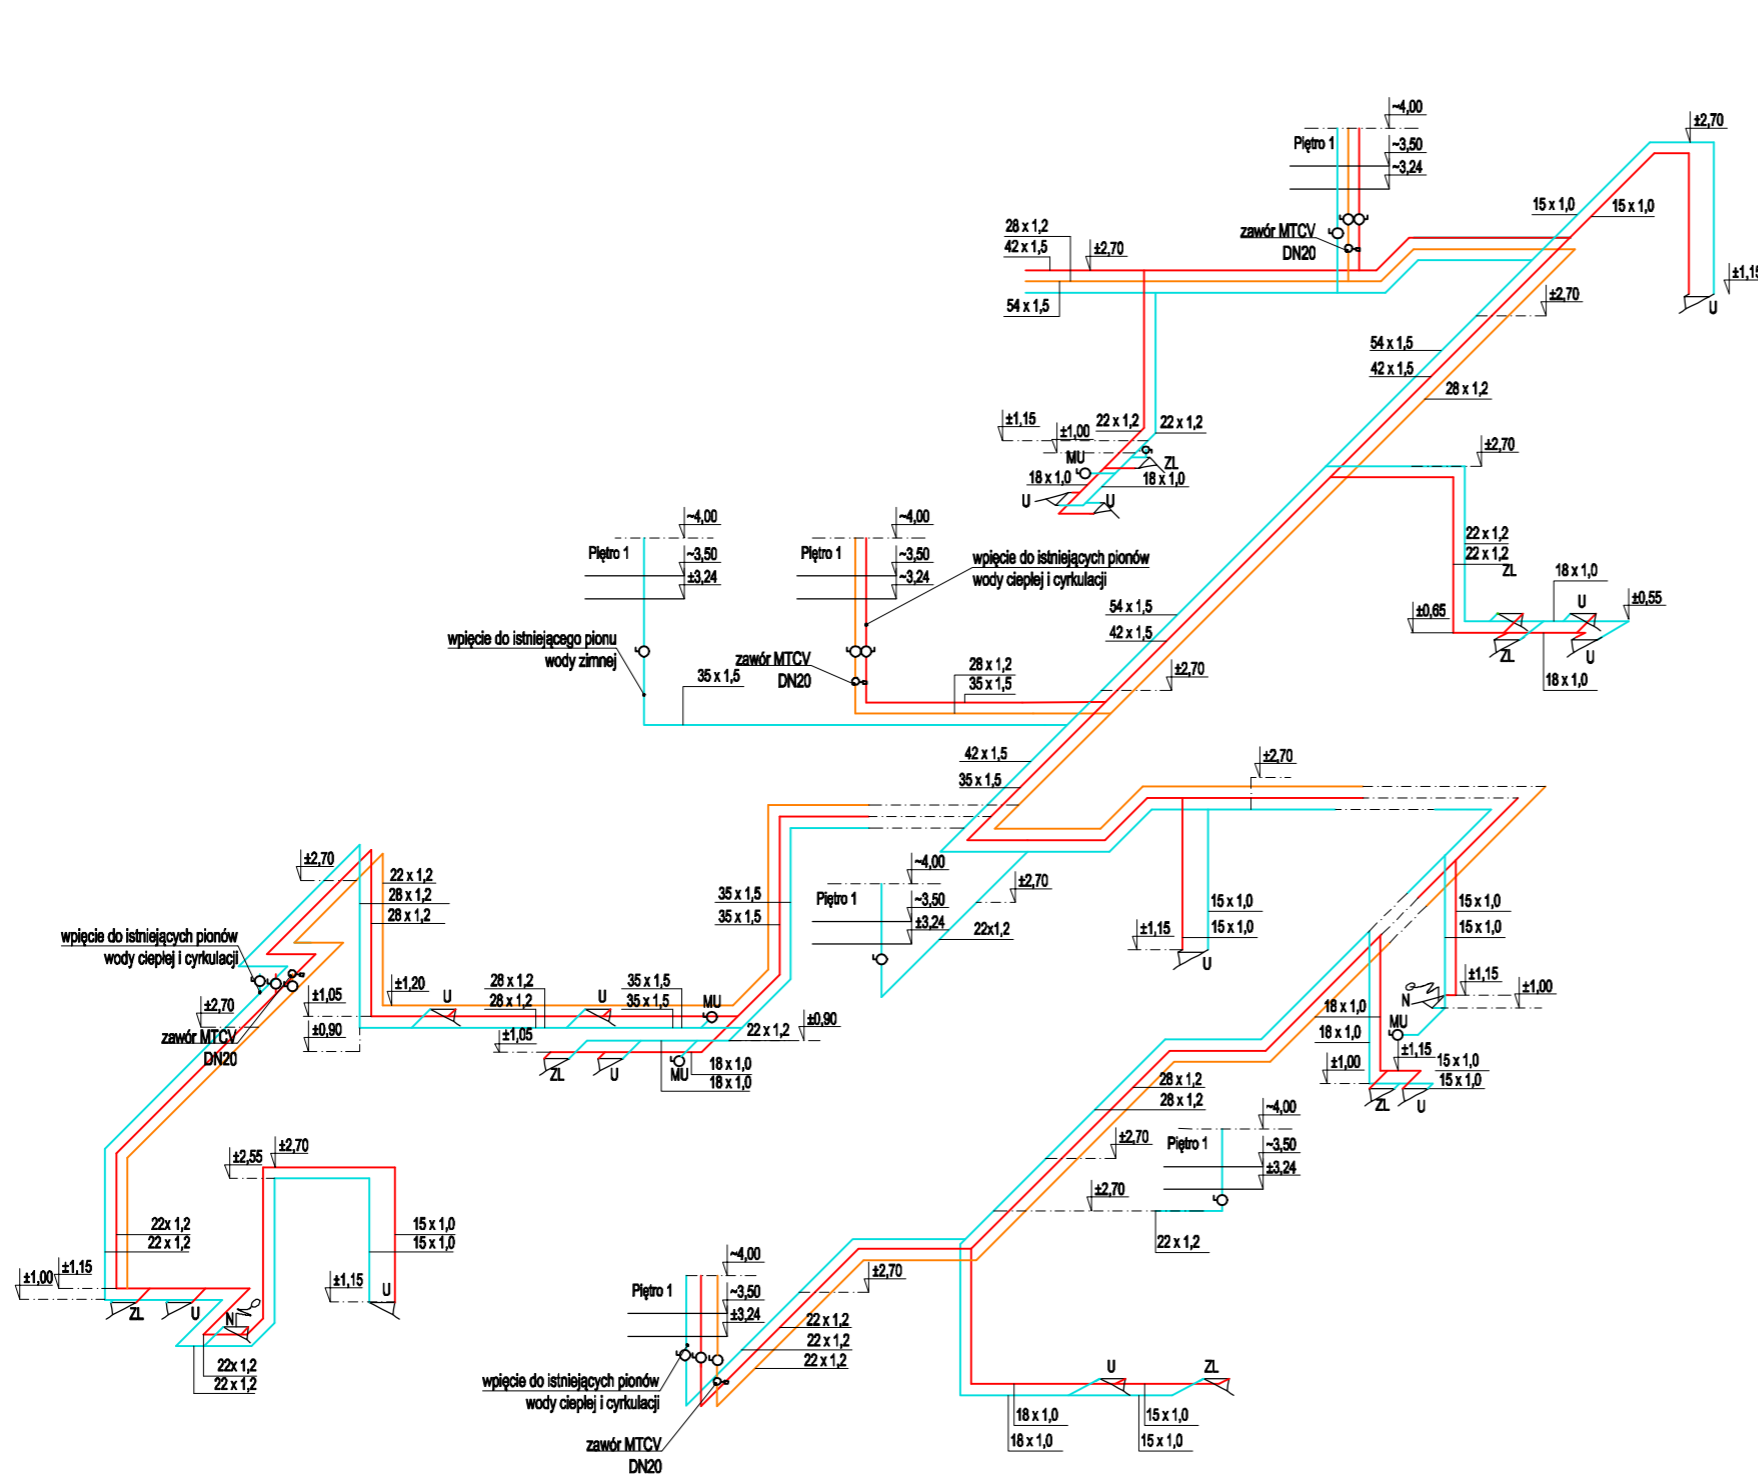 ~4,00
Piętro 1
~3,50
~3,24
±2,70
15 x 1,0
15 x 1,0
28 x 1,2
42 x 1,5
±2,70
zawór MTCV
DN20
54 x 1,5
±2,70
U
54 x 1,5
42 x 1,5
28 x 1,2
±1,15
±1,00
22 x 1,2
22 x 1,2
MU
ZL
18 x 1,0
18 x 1,0
U
U
±2,70
22 x 1,2
22 x 1,2
ZL
18 x 1,0
U
±0,55
±0,65
ZL
U
18 x 1,0
~4,00
Piętro 1
~3,50
±3,24
~4,00
Piętro 1
~3,50
~3,24
wpięcie do istniejących pionów
wody ciepłej i cyrkulacji
54 x 1,5
42 x 1,5
wpięcie do istniejącego pionu
wody zimnej
zawór MTCV
DN20
35 x 1,5
28 x 1,2
35 x 1,5
±2,70
42 x 1,5
35 x 1,5
±2,70
±2,70
22 x 1,2
28 x 1,2
28 x 1,2
35 x 1,5
35 x 1,5
~4,00
Piętro 1
~3,50
±3,24
±2,70
22x1,2
15 x 1,0
15 x 1,0
±1,15
U
15 x 1,0
15 x 1,0
wpięcie do istniejących pionów
wody ciepłej i cyrkulacji
±2,70
zawór MTCV
DN20
±1,20
±1,05
±0,90
U
28 x 1,2
28 x 1,2
U
35 x 1,5
35 x 1,5
MU
22 x 1,2
±0,90
±1,05
ZL
U
MU
18 x 1,0
18 x 1,0
±1,15
±1,00
N
18 x 1,0
18 x 1,0
MU
±1,15
15 x 1,0
15 x 1,0
±1,00
ZL
U
28 x 1,2
28 x 1,2
~4,00
Piętro 1
~3,50
±3,24
±2,70
±2,70
22 x 1,2
±2,55
±2,70
22x 1,2
22 x 1,2
15 x 1,0
15 x 1,0
±1,00
±1,15
ZL
U
N
±1,15
U
22x 1,2
22 x 1,2
~4,00
Piętro 1
~3,50
±3,24
±2,70
22 x 1,2
22 x 1,2
22 x 1,2
wpięcie do istniejących pionów
wody ciepłej i cyrkulacji
zawór MTCV
DN20
U
ZL
18 x 1,0
15 x 1,0
18 x 1,0
15 x 1,0